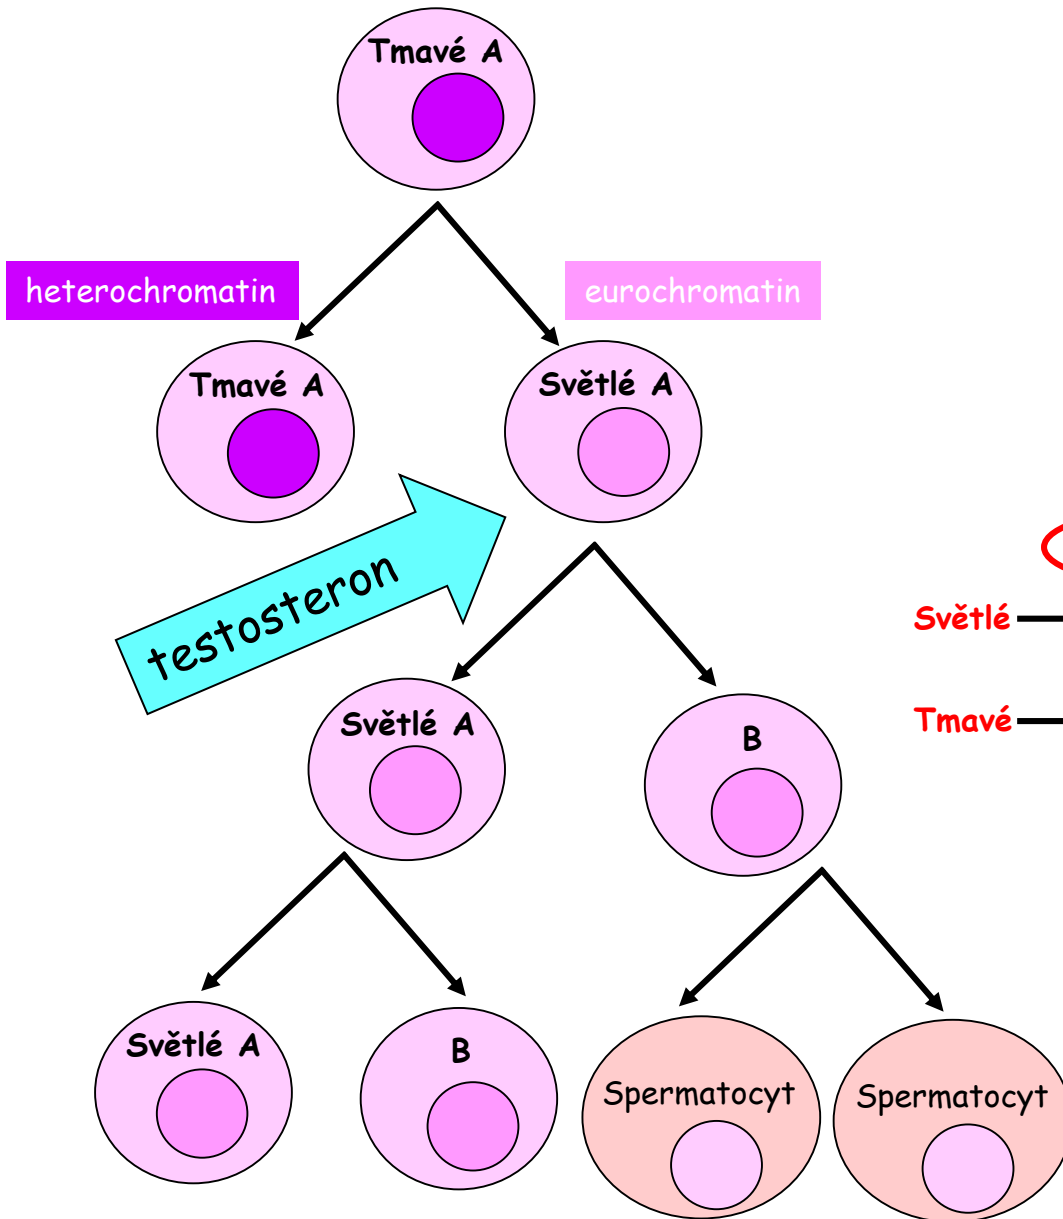 Tmavé A
heterochromatin
eurochromatin
Tmavé A
Světlé A
testosteron
Světlé
Tmavé
Světlé A
B
Světlé A
B
Spermatocyt
Spermatocyt